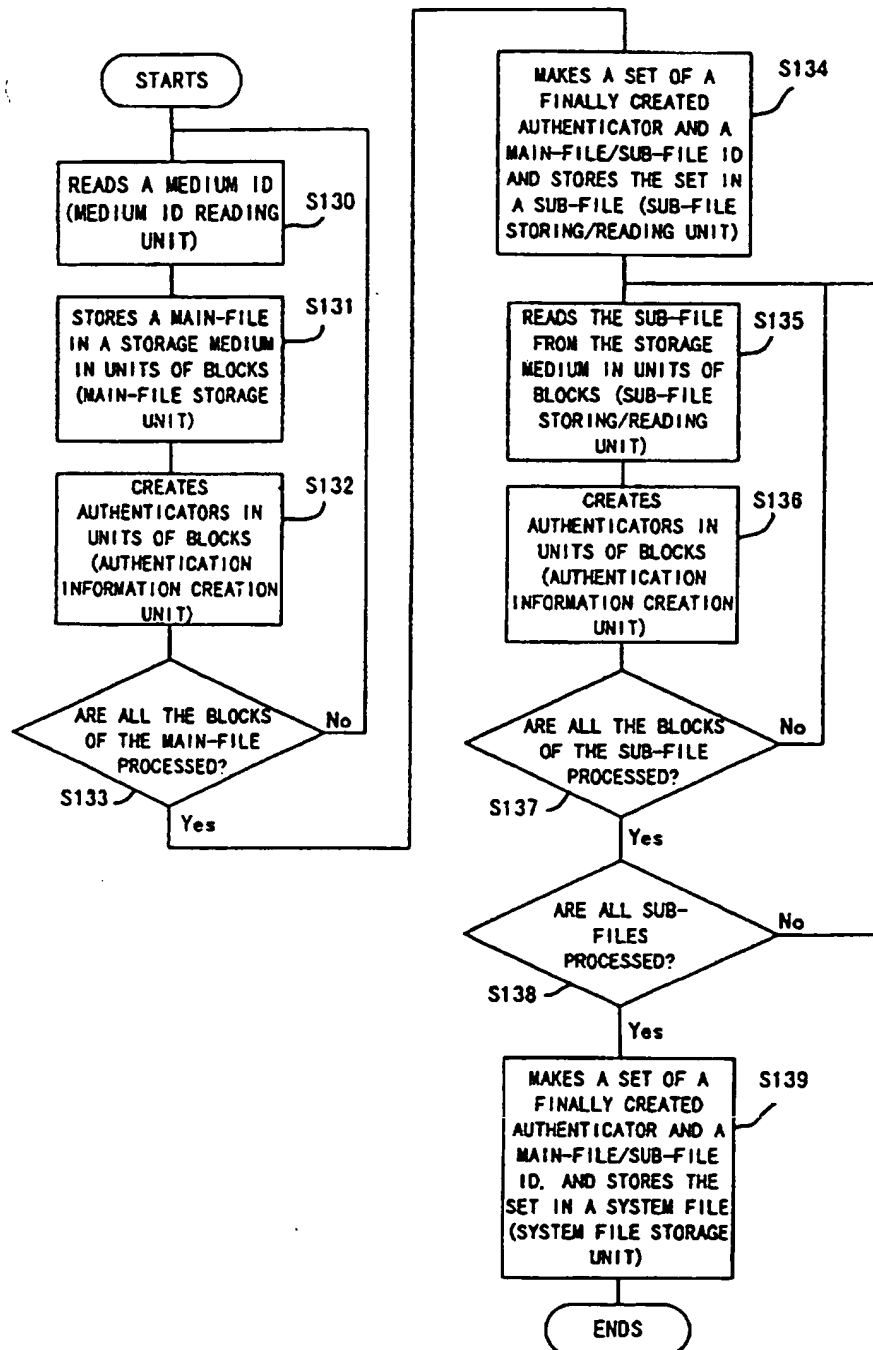 STARTS
READS A MEDIUM ID
(MEDIUM ID READING
UNIT)
S130
STORES A MAIN-FILE
IN A STORAGE MEDIUM
IN UNITS OF BLOCKS
(MAIN-FILE STORAGE
UNIT)
S131
CREATES
AUTHENTICATORS IN
UNITS OF BLOCKS
(AUTHENTICATION
INFORMATION CREATION
UNIT)
S132
ARE ALL THE BLOCKS
OF THE MAIN-FILE
PROCESSED?
No
S133
Yes
MAKES A SET OF A
FINALLY CREATED
AUTHENTICATOR AND A
MAIN-FILE/SUB-FILE ID
AND STORES THE SET IN
A SUB-FILE (SUB-FILE
STORING/READING UNIT)
S134
READS THE SUB-FILE
FROM THE STORAGE
MEDIUM IN UNITS OF
BLOCKS (SUB-FILE
STORING/READING
UNIT)
S135
CREATES
AUTHENTICATORS IN
UNITS OF BLOCKS
(AUTHENTICATION
INFORMATION CREATION
UNIT)
S136
ARE ALL THE BLOCKS
OF THE SUB-FILE
PROCESSED?
No
S137
Yes
ARE ALL SUB-
FILES
PROCESSED?
No
S138
Yes
MAKES A SET OF A
FINALLY CREATED
AUTHENTICATOR AND A
MAIN-FILE/SUB-FILE
ID. AND STORES THE
SET IN A SYSTEM FILE
(SYSTEM FILE STORAGE
UNIT)
S139
ENDS